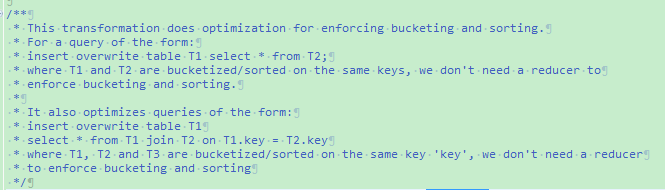 /**
* This transformation does optimization for enforcing bucketing and sorting.
* For a query of the form:
* insert overwrite table T1 select * from T2;
* where T1 and T2 are bucketized/sorted on the same keys, we don't need a reducer to
* enforce bucketing and sorting.
*
* It also optimizes queries of the form:
* insert overwrite table T1
* select * from T1 join T2 on T1.key = T2.key
* where T1, T2 and T3 are bucketized/sorted on the same key 'key', we don't need a reducer
* to enforce bucketing and sorting
*/